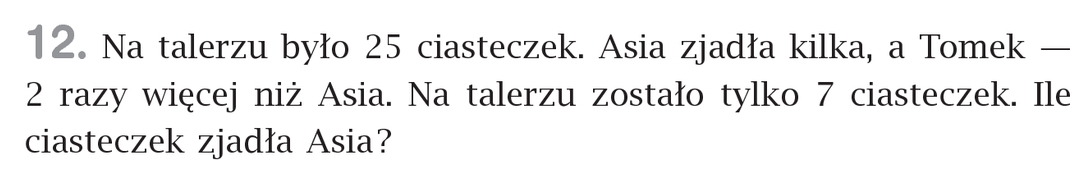 12. Na talerzu było 25 ciasteczek. Asia zjadła kilka, a Tomek —
2 razy więcej niż Asia. Na talerzu zostało tylko 7 ciasteczek. Ile
ciasteczek zjadła Asia?